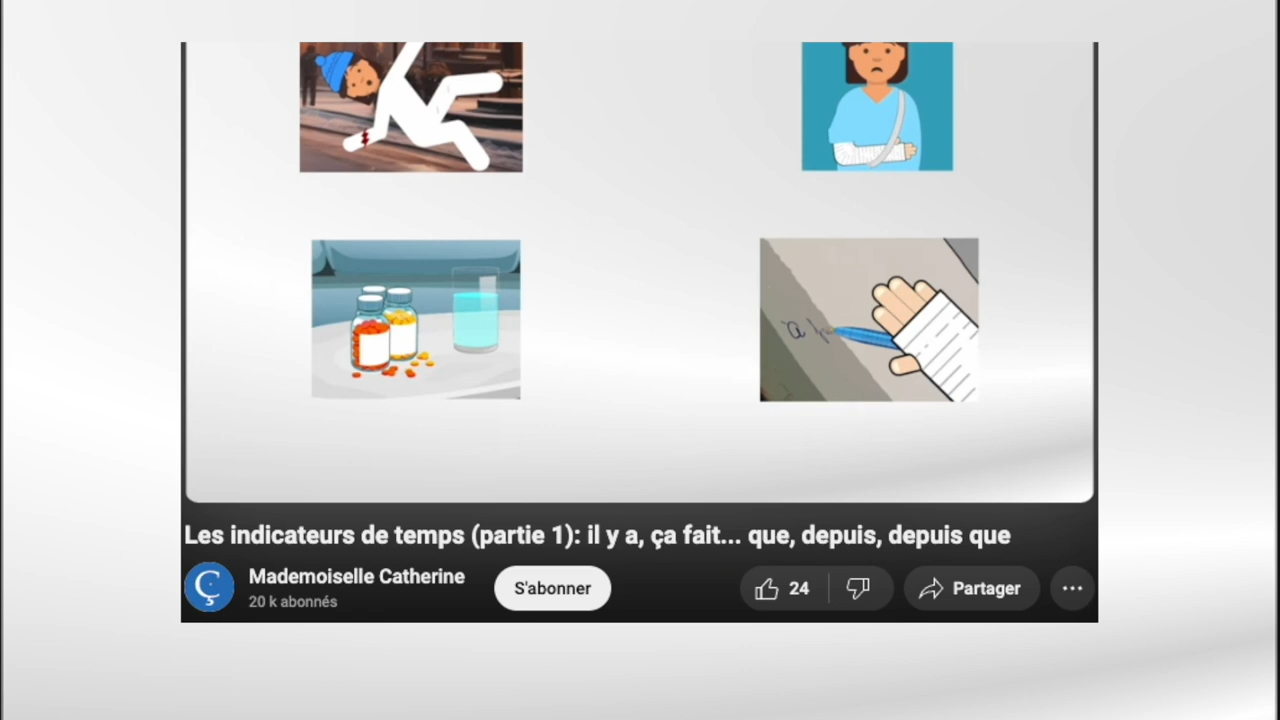 Les indicateurs de temps (partie 1): il y a, ça fait... que, depuis, depuis que
Ç
Mademoiselle Catherine
20 k abonnés
S'abonner
24
Partager